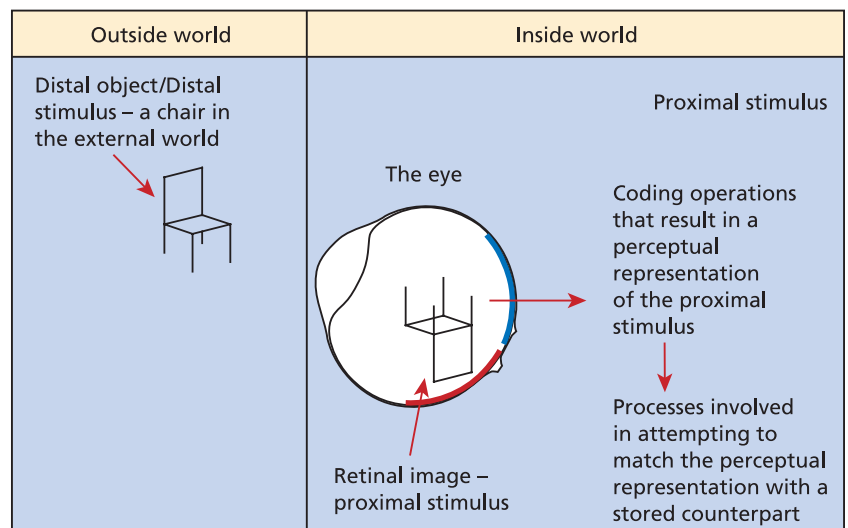 Outside world
Inside world
Distal object/Distal
stimulus – a chair in
the external world
Proximal stimulus
The eye
Coding operations
that result in a
perceptual
representation
of the proximal
stimulus
Retinal image –
proximal stimulus
Processes involved
in attempting to
match the perceptual
representation with a
stored counterpart